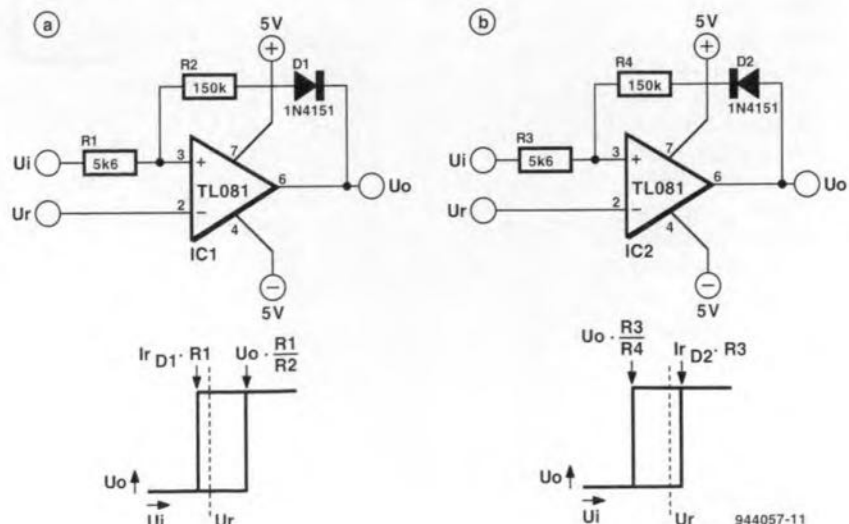 a
5V
+
R2
150k
D1
1N4151
R1
5k6
Ui
Ur
3
+
7
TL081
6
2
−
4
IC1
Uo
−
5V
Ir D1 · R1
Uo · R1/R2
Uo
Ui
Ur
b
5V
+
R4
150k
D2
1N4151
R3
5k6
Ui
Ur
3
+
7
TL081
6
2
−
4
IC2
Uo
−
5V
Uo · R3/R4
Ir D2 · R3
Uo
Ui
Ur
944057-11